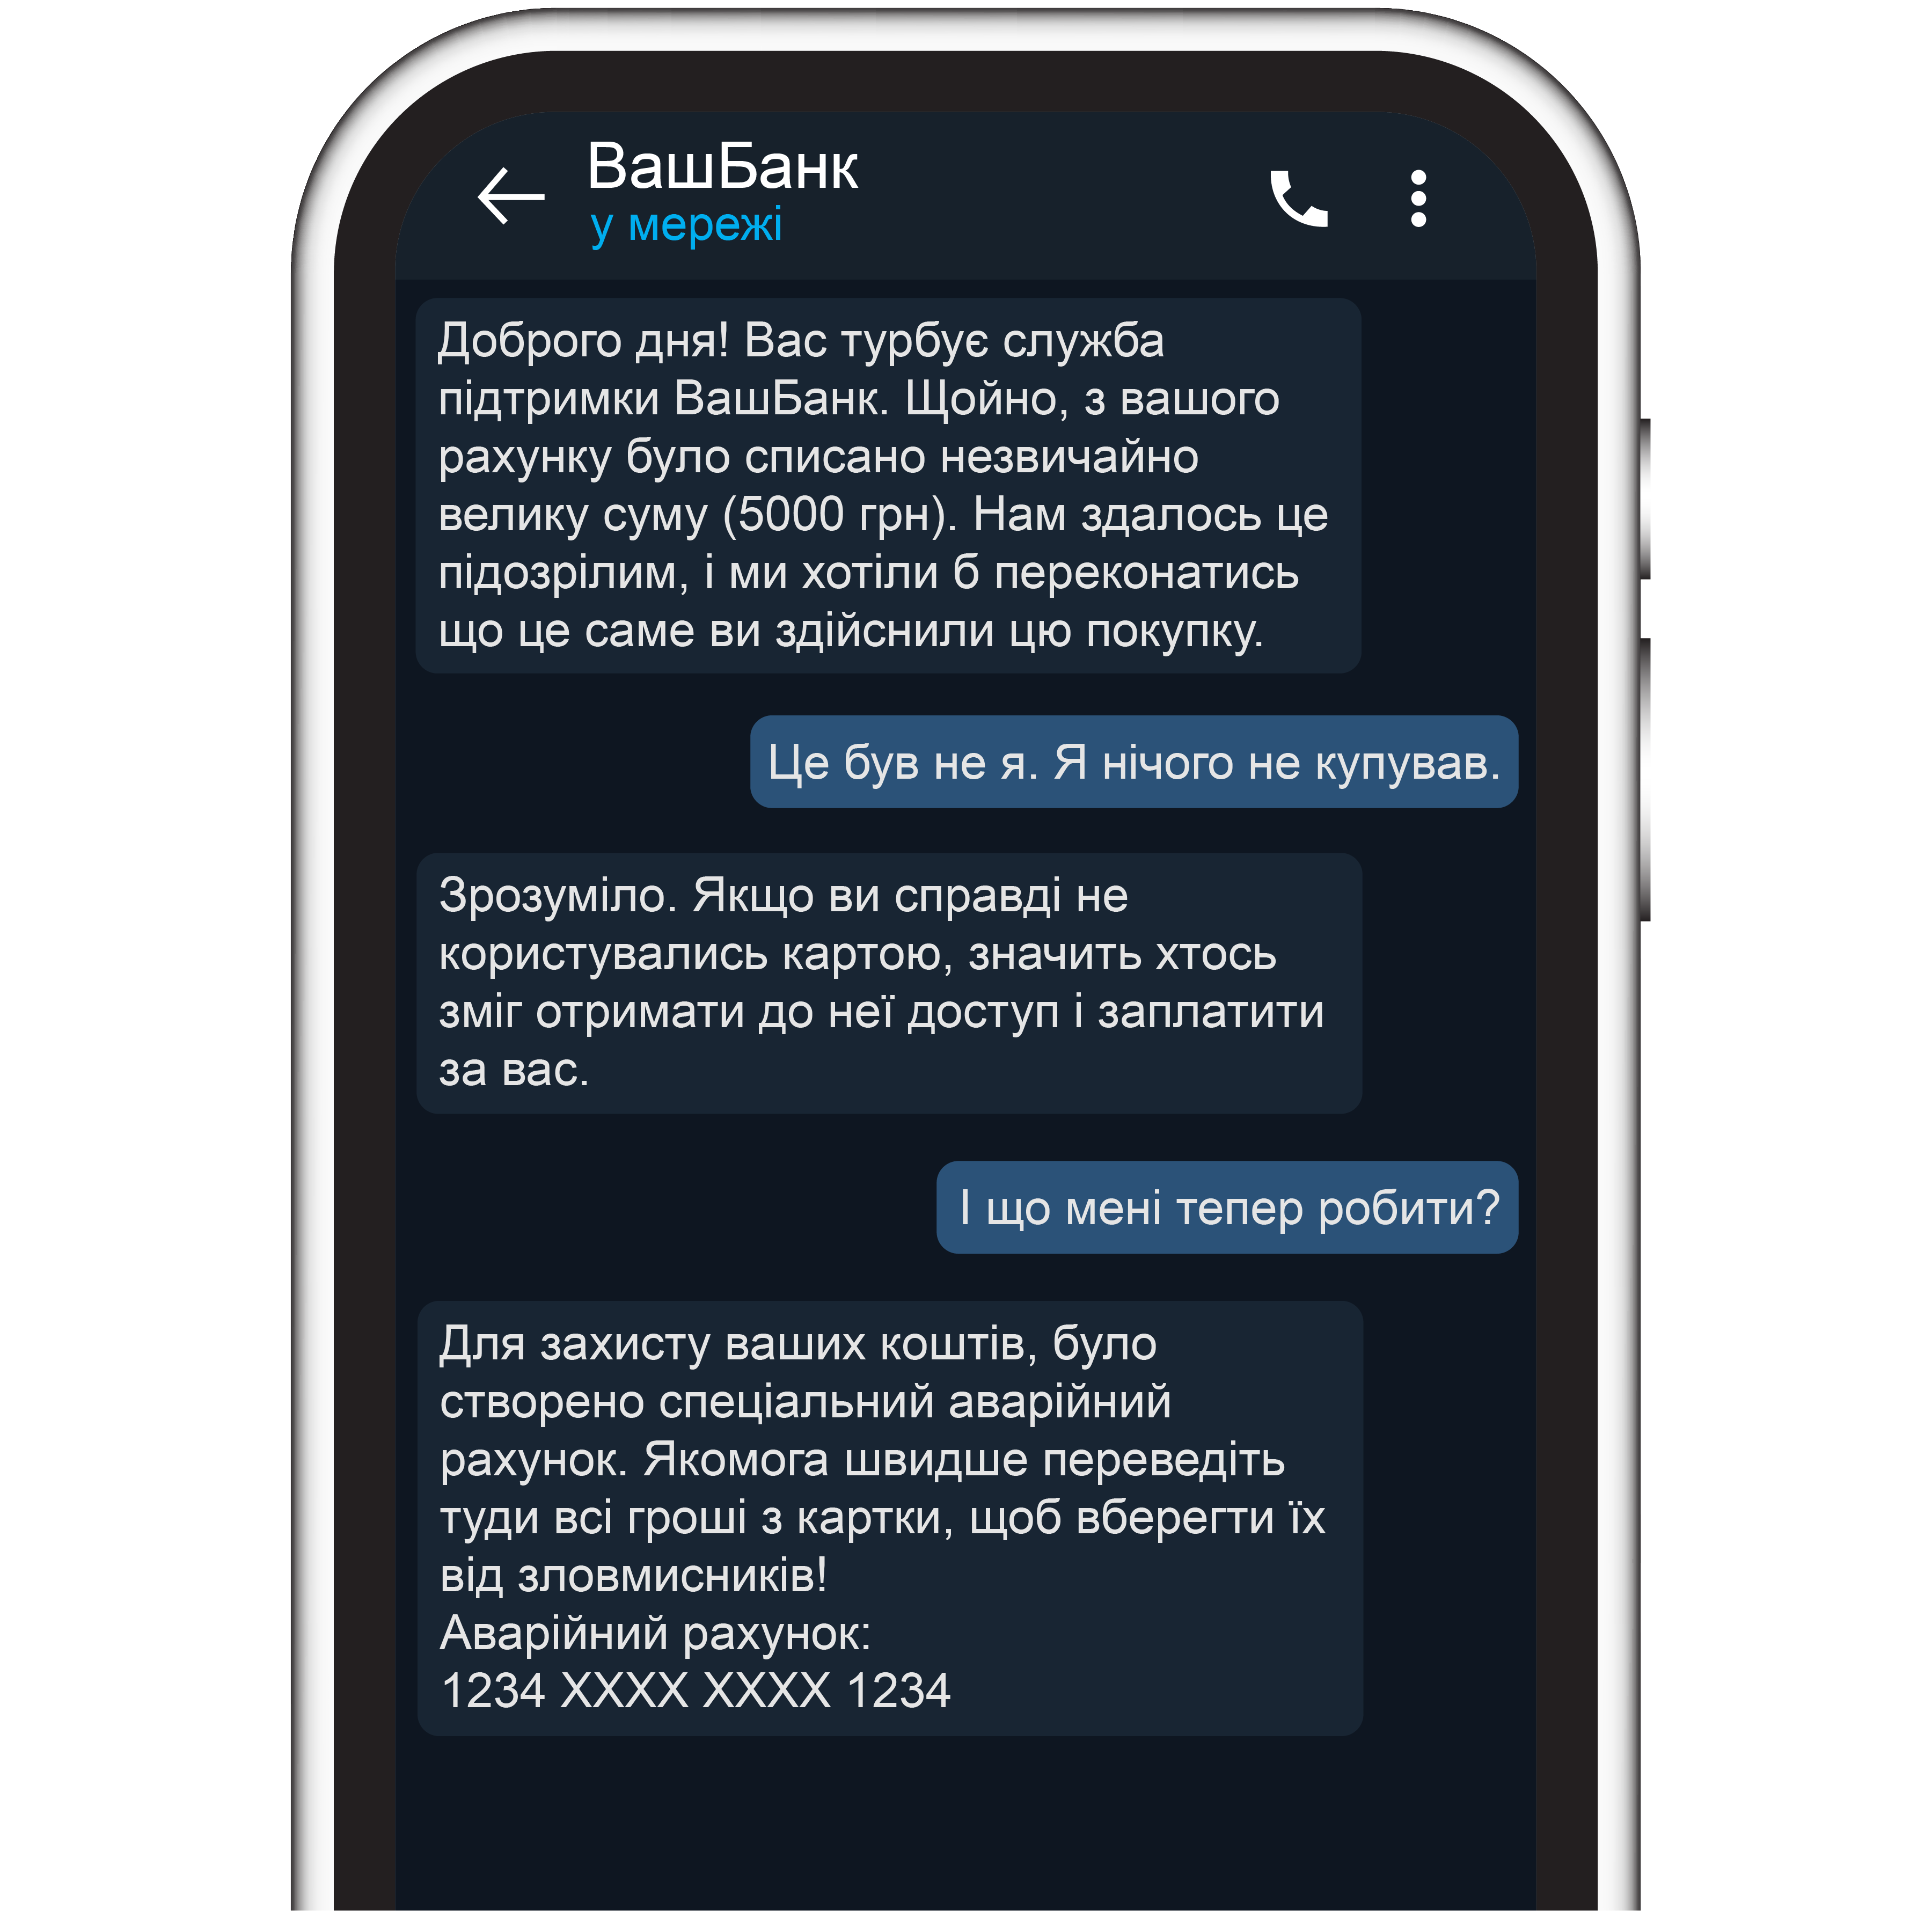 ВашБанк
у мережі
Доброго дня! Вас турбує служба
підтримки ВашБанк. Щойно, з вашого
рахунку було списано незвичайно
велику суму (5000 грн). Нам здалось це
підозрілим, і ми хотіли б переконатись
що це саме ви здійснили цю покупку.
Це був не я. Я нічого не купував.
Зрозуміло. Якщо ви справді не
користувались картою, значить хтось
зміг отримати до неї доступ і заплатити
за вас.
І що мені тепер робити?
Для захисту ваших коштів, було
створено спеціальний аварійний
рахунок. Якомога швидше переведіть
туди всі гроші з картки, щоб вберегти їх
від зловмисників!
Аварійний рахунок:
1234 XXXX XXXX 1234